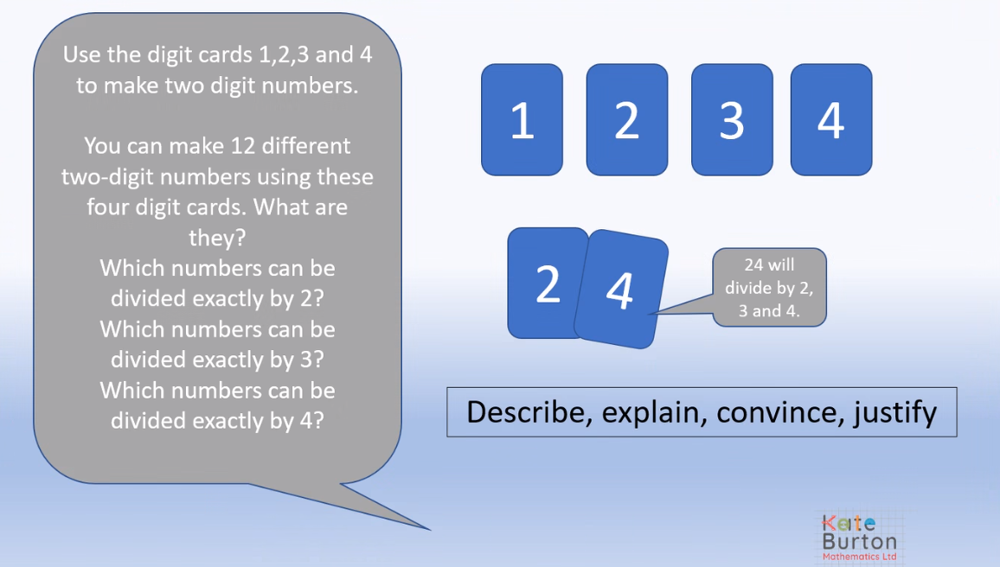 Use the digit cards 1,2,3 and 4
to make two digit numbers.
You can make 12 different
two-digit numbers using these
four digit cards. What are
they?
Which numbers can be
divided exactly by 2?
Which numbers can be
divided exactly by 3?
Which numbers can be
divided exactly by 4?
1 2 3 4
2 4
24 will
divide by 2,
3 and 4.
Describe, explain, convince, justify
Kate
Burton
Mathematics Ltd